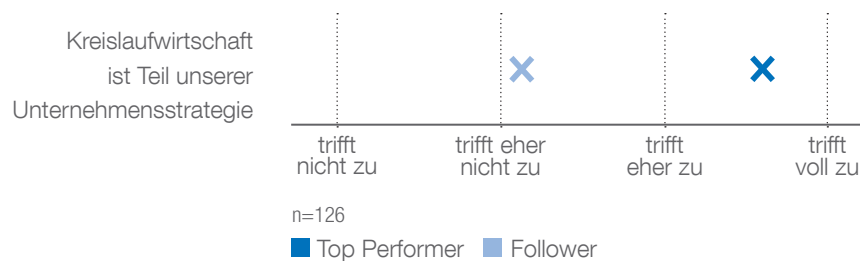 Kreislaufwirtschaft
ist Teil unserer
Unternehmensstrategie
trifft
nicht zu
trifft eher
nicht zu
trifft
eher zu
trifft
voll zu
n=126
Top Performer
Follower